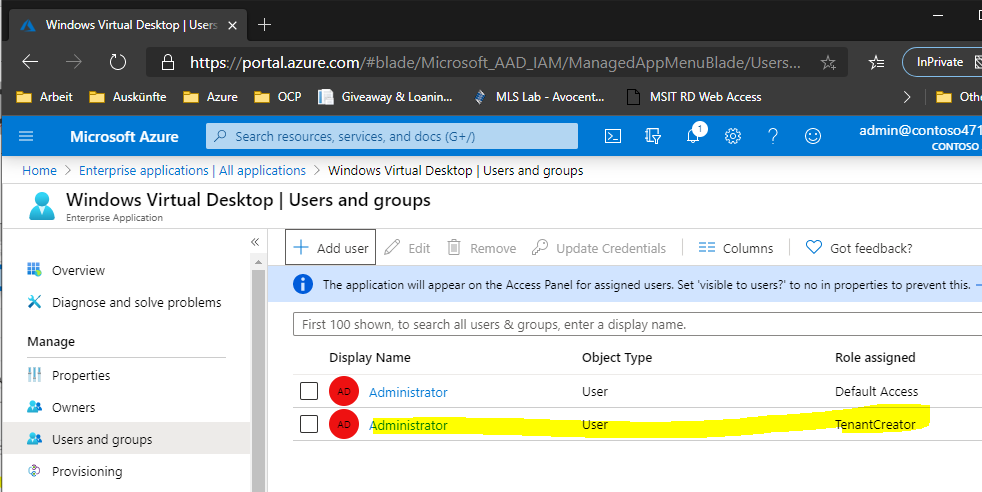 Windows Virtual Desktop | Users
https://portal.azure.com/#blade/Microsoft_AAD_IAM/ManagedAppMenuBlade/Users...
InPrivate
Arbeit
Auskünfte
Azure
OCP
Giveaway & Loanin...
MLS Lab - Avocent...
MSIT RD Web Access
Othe
Microsoft Azure
Search resources, services, and docs (G+/)
1
admin@contoso471
CONTOSO
Home > Enterprise applications | All applications > Windows Virtual Desktop | Users and groups
Windows Virtual Desktop | Users and groups
Enterprise Application
Overview
Diagnose and solve problems
Manage
Properties
Owners
Users and groups
Provisioning
Add user
Edit
Remove
Update Credentials
Columns
Got feedback?
The application will appear on the Access Panel for assigned users. Set 'visible to users?' to no in properties to prevent this.
First 100 shown, to search all users & groups, enter a display name.
Display Name Object Type Role assigned
AD Administrator User Default Access
AD Administrator User TenantCreator